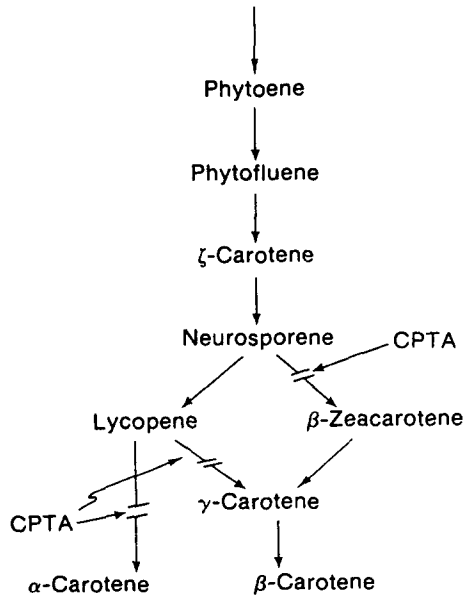 Phytoene
Phytofluene
ζ-Carotene
Neurosporene
CPTA
Lycopene
β-Zeacarotene
γ-Carotene
CPTA
α-Carotene
β-Carotene